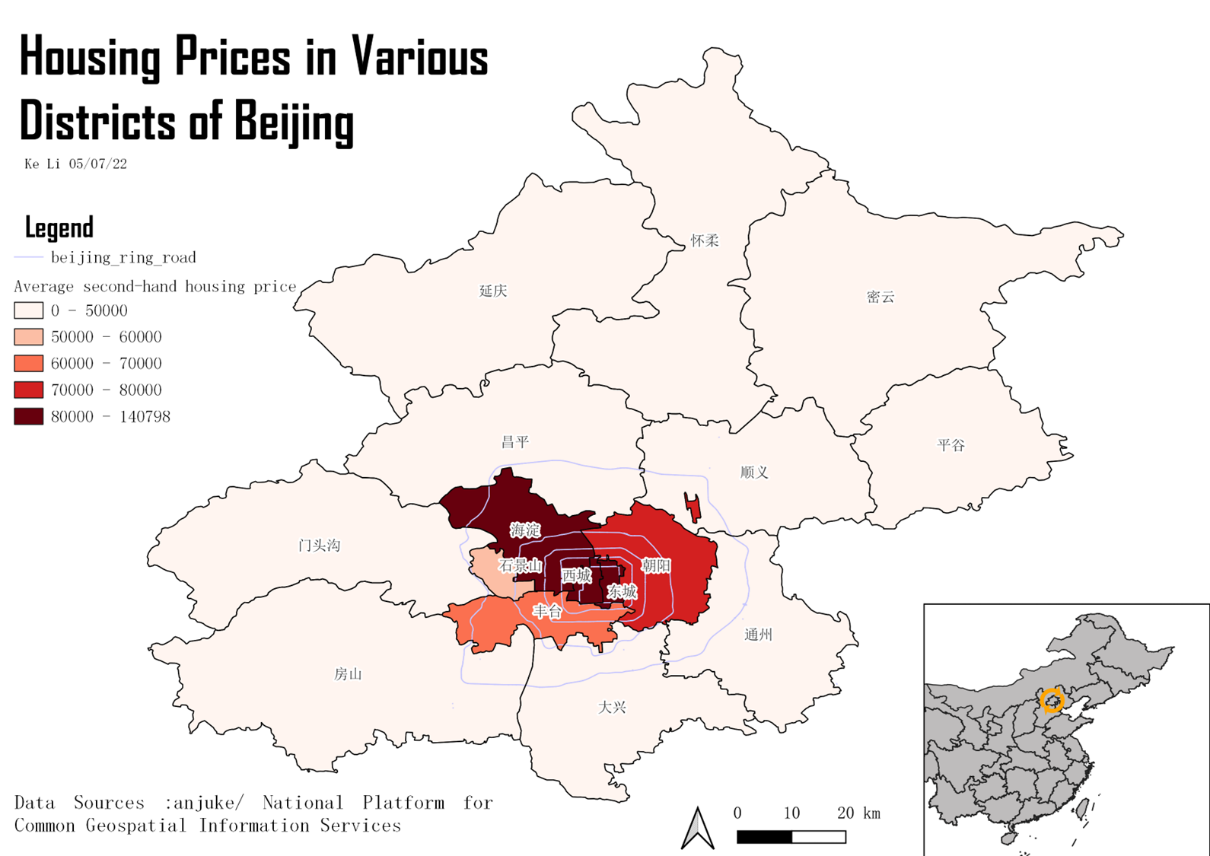 Housing Prices in Various
Districts of Beijing
Ke Li 05/07/22
Legend
beijing_ring_road
Average second-hand housing price
0 - 50000
50000 - 60000
60000 - 70000
70000 - 80000
80000 - 140798
怀柔
延庆
密云
昌平
平谷
顺义
海淀
门头沟
石景山
朝阳
西城
东城
丰台
通州
房山
大兴
Data Sources :anjuke/ National Platform for
Common Geospatial Information Services
0 10 20 km